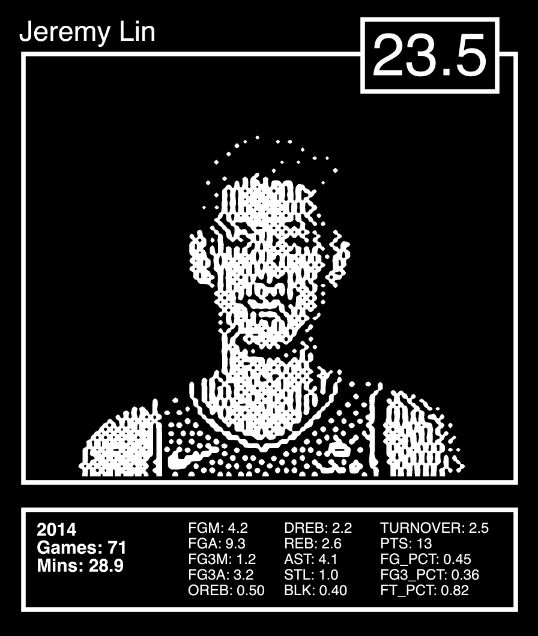 Jeremy Lin
23.5
2014
Games: 71
Mins: 28.9
FGM: 4.2
FGA: 9.3
FG3M: 1.2
FG3A: 3.2
OREB: 0.50
DREB: 2.2
REB: 2.6
AST: 4.1
STL: 1.0
BLK: 0.40
TURNOVER: 2.5
PTS: 13
FG_PCT: 0.45
FG3_PCT: 0.36
FT_PCT: 0.82